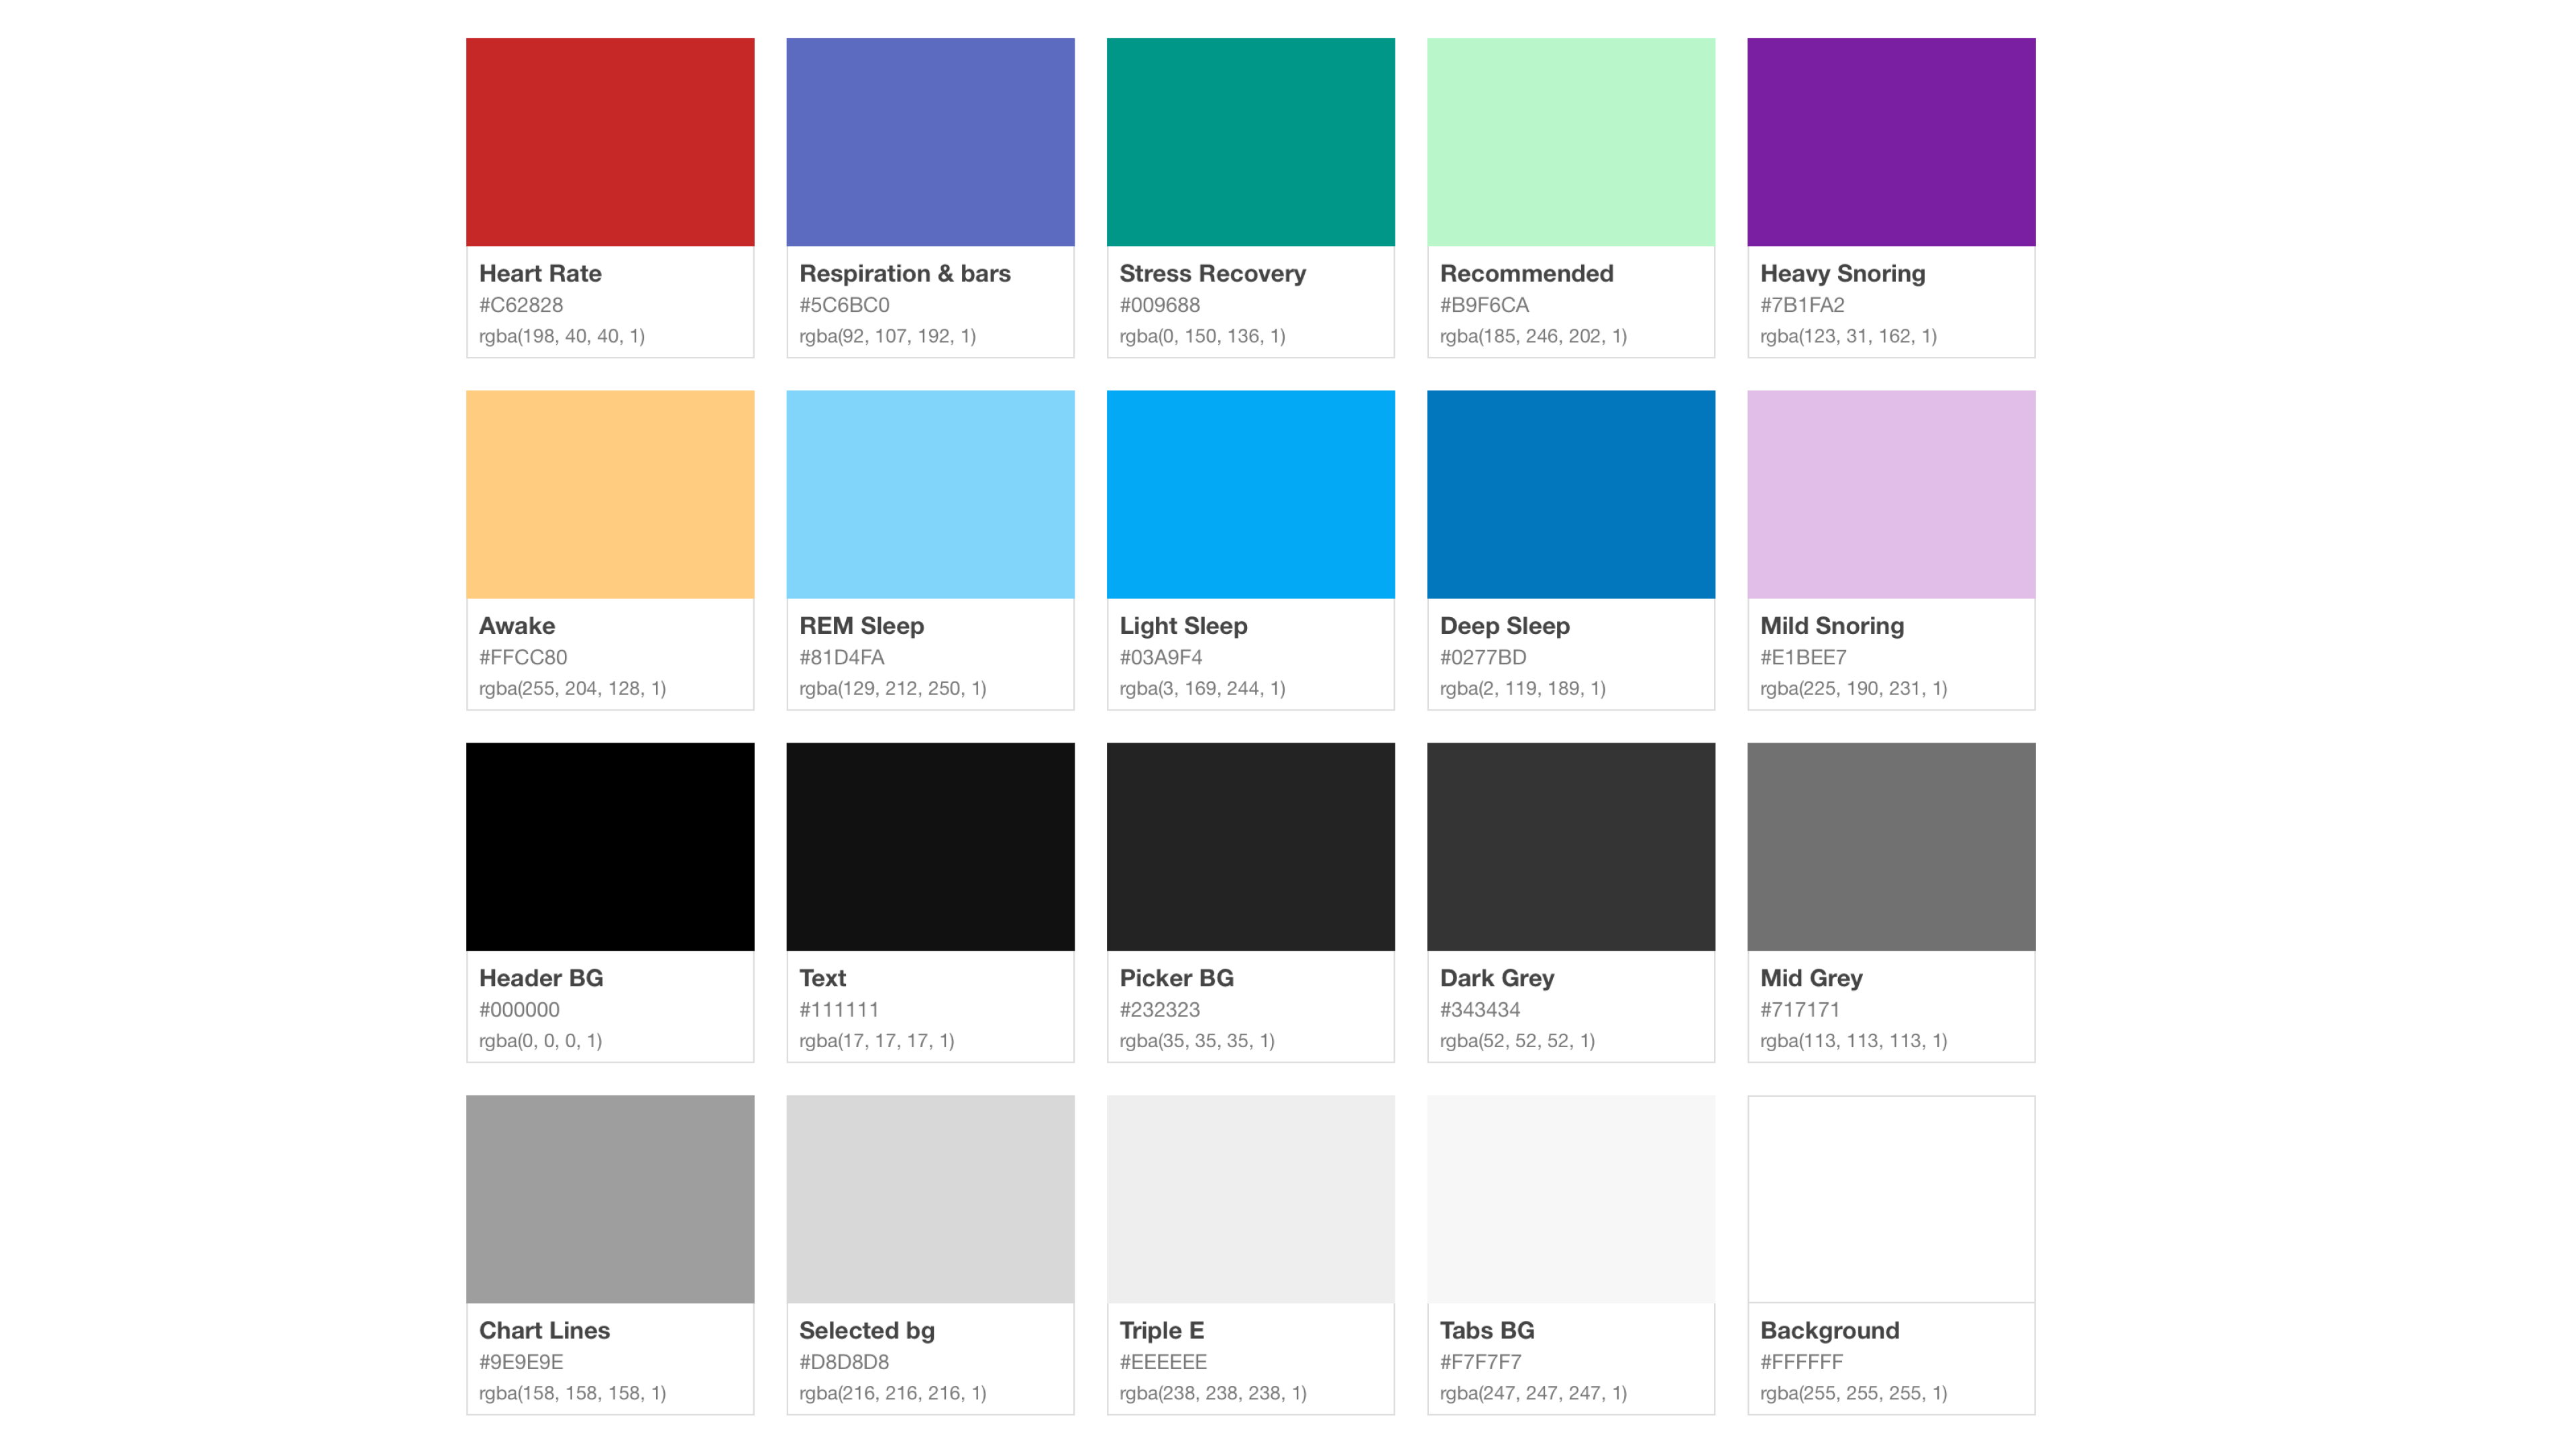 Heart Rate
#C62828
rgba(198, 40, 40, 1)
Respiration & bars
#5C6BC0
rgba(92, 107, 192, 1)
Stress Recovery
#009688
rgba(0, 150, 136, 1)
Recommended
#B9F6CA
rgba(185, 246, 202, 1)
Heavy Snoring
#7B1FA2
rgba(123, 31, 162, 1)
Awake
#FFCC80
rgba(255, 204, 128, 1)
REM Sleep
#81D4FA
rgba(129, 212, 250, 1)
Light Sleep
#03A9F4
rgba(3, 169, 244, 1)
Deep Sleep
#0277BD
rgba(2, 119, 189, 1)
Mild Snoring
#E1BEE7
rgba(225, 190, 231, 1)
Header BG
#000000
rgba(0, 0, 0, 1)
Text
#111111
rgba(17, 17, 17, 1)
Picker BG
#232323
rgba(35, 35, 35, 1)
Dark Grey
#343434
rgba(52, 52, 52, 1)
Mid Grey
#717171
rgba(113, 113, 113, 1)
Chart Lines
#9E9E9E
rgba(158, 158, 158, 1)
Selected bg
#D8D8D8
rgba(216, 216, 216, 1)
Triple E
#EEEEEE
rgba(238, 238, 238, 1)
Tabs BG
#F7F7F7
rgba(247, 247, 247, 1)
Background
#FFFFFF
rgba(255, 255, 255, 1)